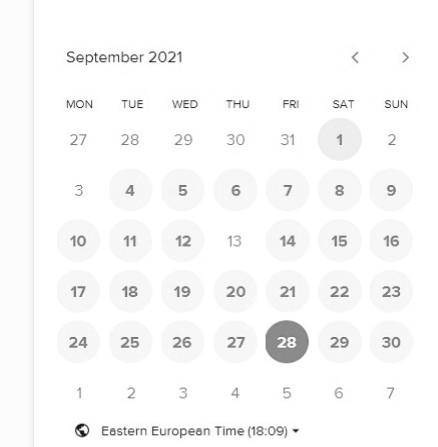 September 2021
MON TUE WED THU FRI SAT SUN
27 28 29 30 31 1 2
3 4 5 6 7 8 9
10 11 12 13 14 15 16
17 18 19 20 21 22 23
24 25 26 27 28 29 30
1 2 3 4 5 6 7
Eastern European Time (18:09)